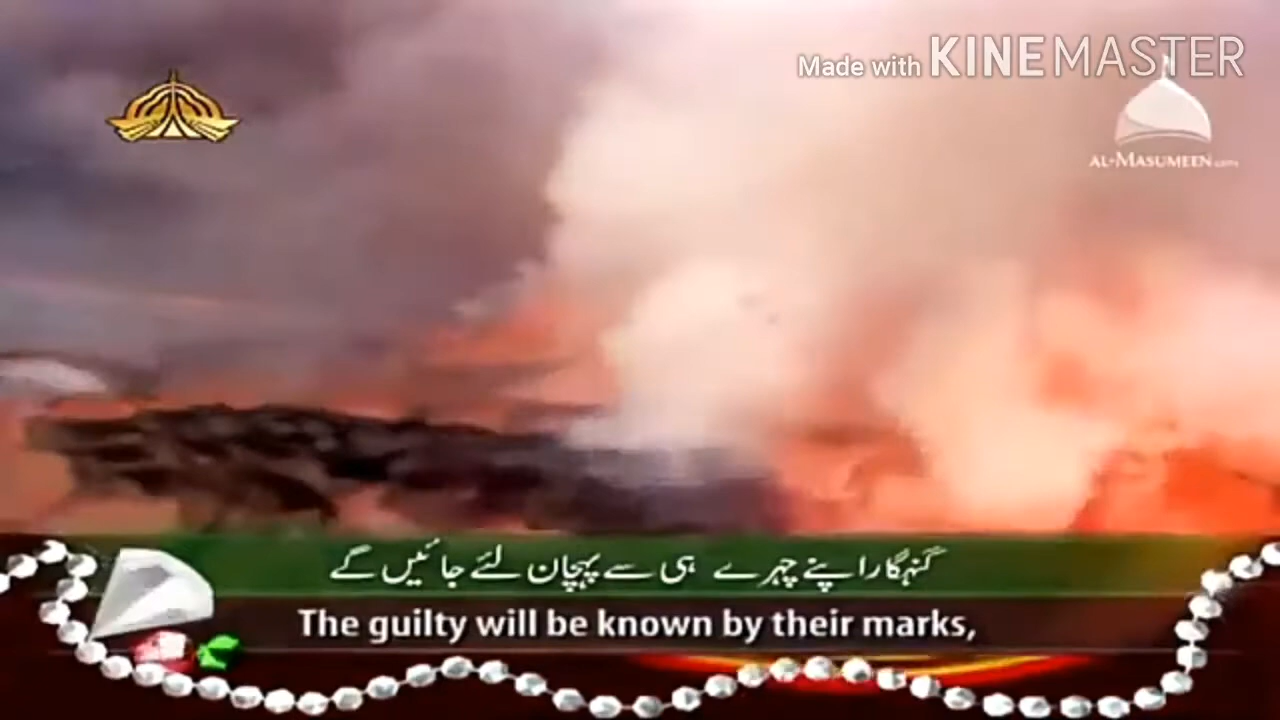 Made with KINEMASTER
AL-MASUMEEN.com
گنہگار اپنے چہرے ہی سے پہچان لئے جائیں گے
The guilty will be known by their marks,